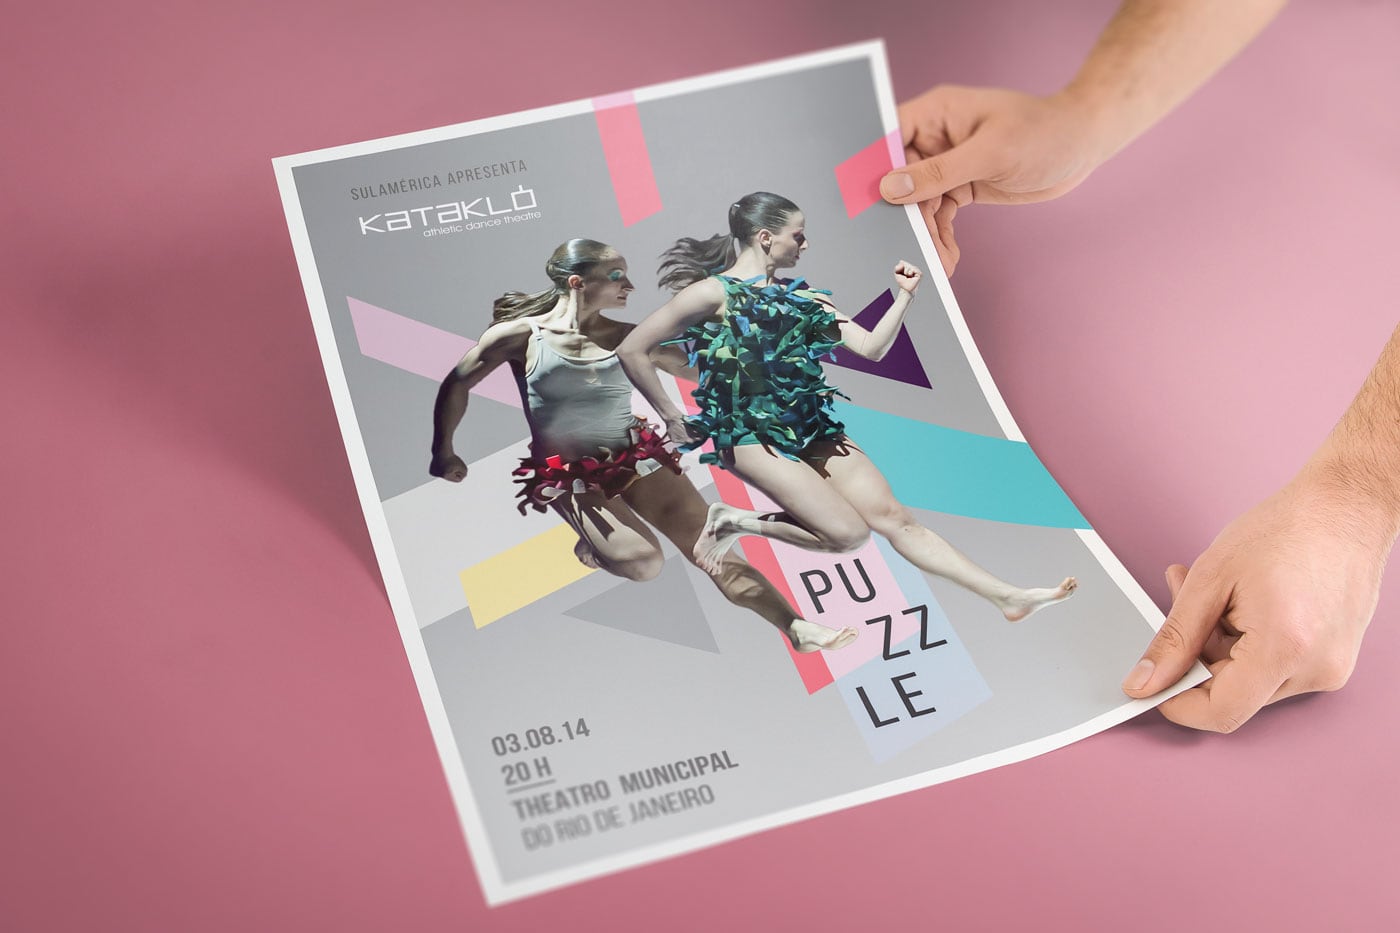 SULAMÉRICA APRESENTA
KATAKLÒ
athletic dance theatre
PU
ZZ
LE
03.08.14
20 H
THEATRO MUNICIPAL
DO RIO DE JANEIRO